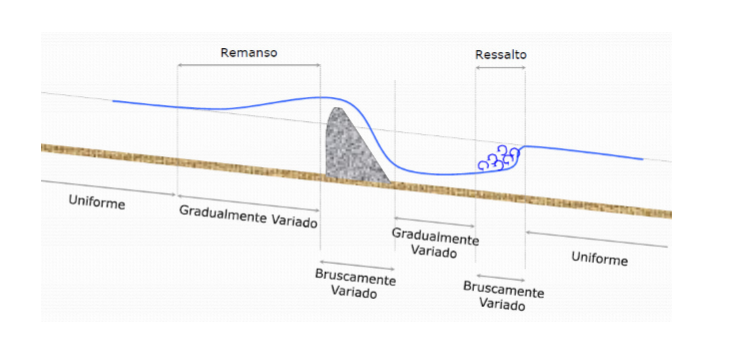 Remanso
Ressalto
Uniforme
Gradualmente Variado
Gradualmente
Variado
Uniforme
Bruscamente
Variado
Bruscamente
Variado